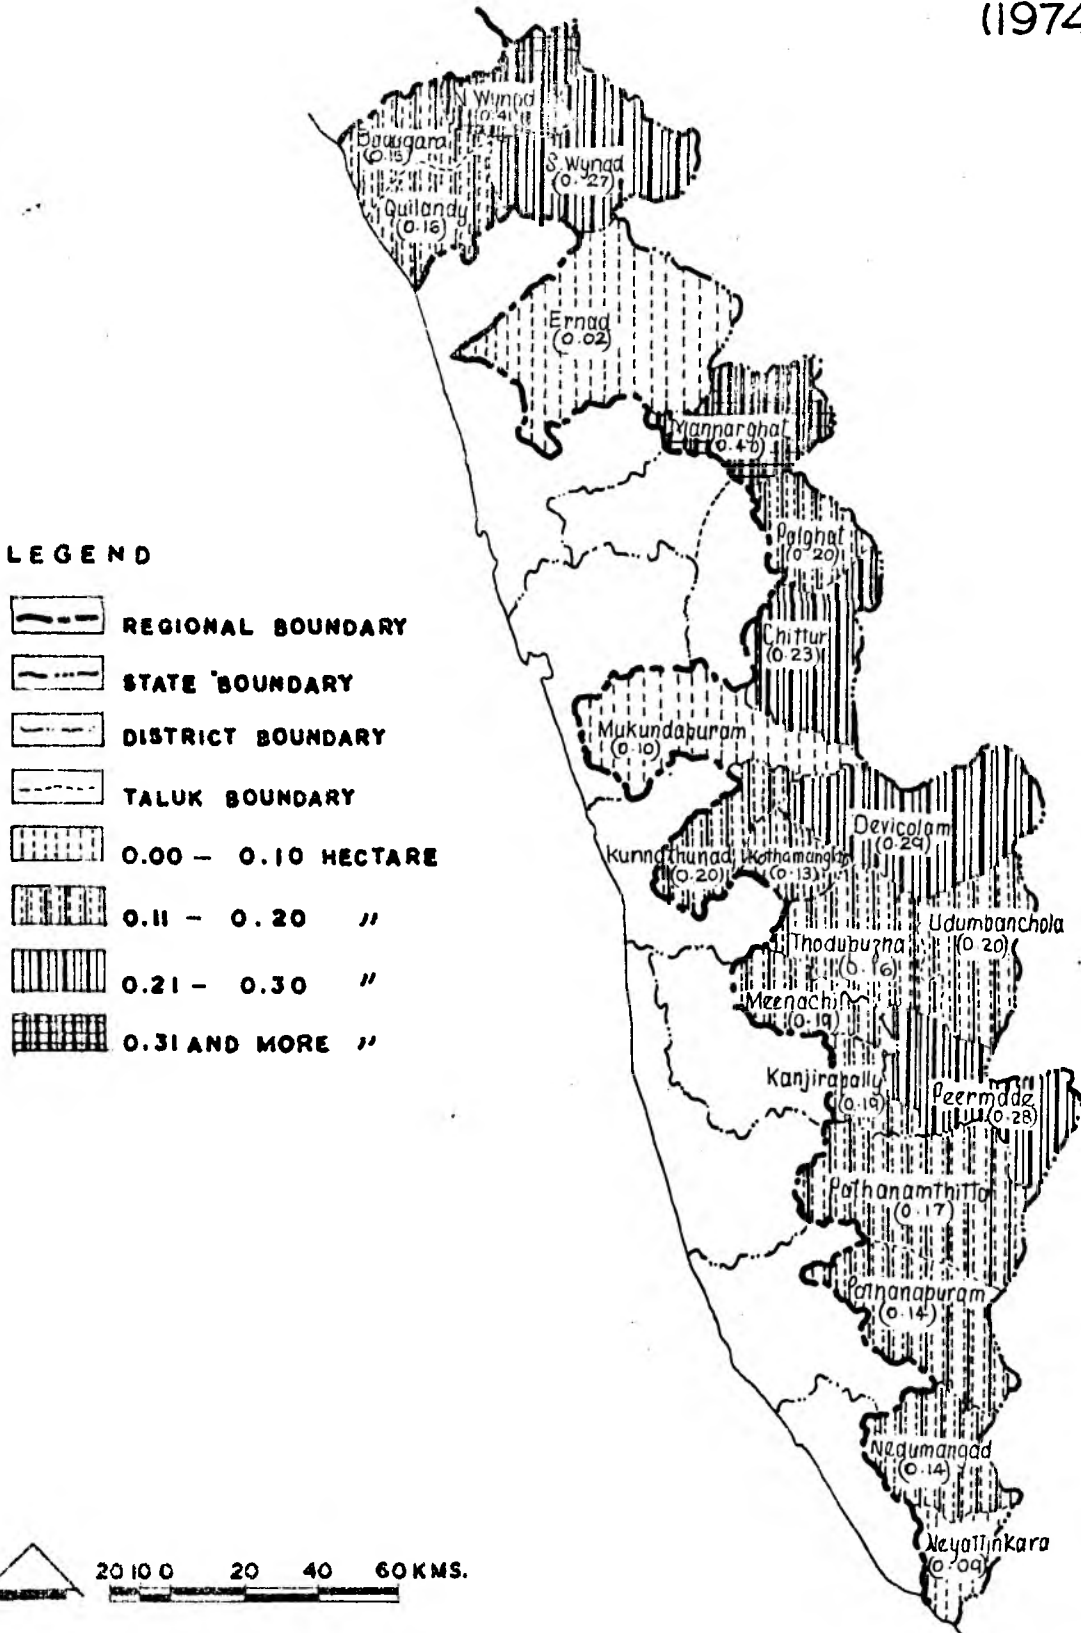 (1974
N Wynad
(0.41)
Badagara
(0.15)
S. Wynad
(0.27)
Quilandy
(0.16)
Ernad
(0.02)
Mannarghat
(0.40)
Palghat
(0.20)
Chittur
(0.23)
Mukundapuram
(0.10)
Devicolam
(0.29)
Kunnathunad
(0.20)
Kothamangla
(0.13)
Udumbanchola
(0.20)
Thodupuzha
(0.16)
Meenachil
(0.19)
Kanjirapally
(0.19)
Peermade
(0.28)
Pathanamthitta
(0.17)
Pathanapuram
(0.14)
Nedumangad
(0.14)
Neyattinkara
(0.09)
LEGEND
REGIONAL BOUNDARY
STATE BOUNDARY
DISTRICT BOUNDARY
TALUK BOUNDARY
0.00 – 0.10 HECTARE
0.11 – 0.20 "
0.21 – 0.30 "
0.31 AND MORE "
20 10 0 20 40 60 KMS.